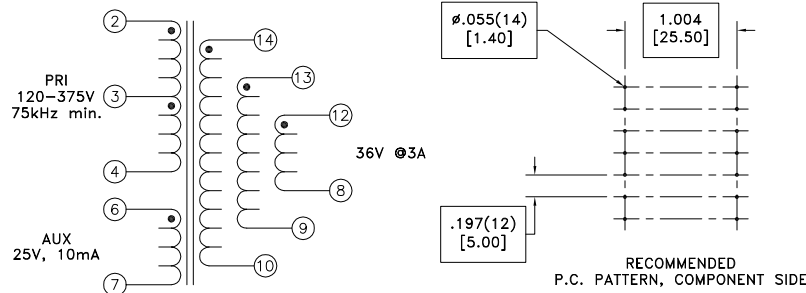 2
PRI
120-375V
75kHz min.
3
4
6
AUX
25V, 10mA
7
14
13
12
36V @3A
8
9
10
ø.055(14)
[1.40]
1.004
[25.50]
.197(12)
[5.00]
RECOMMENDED
P.C. PATTERN, COMPONENT SIDE